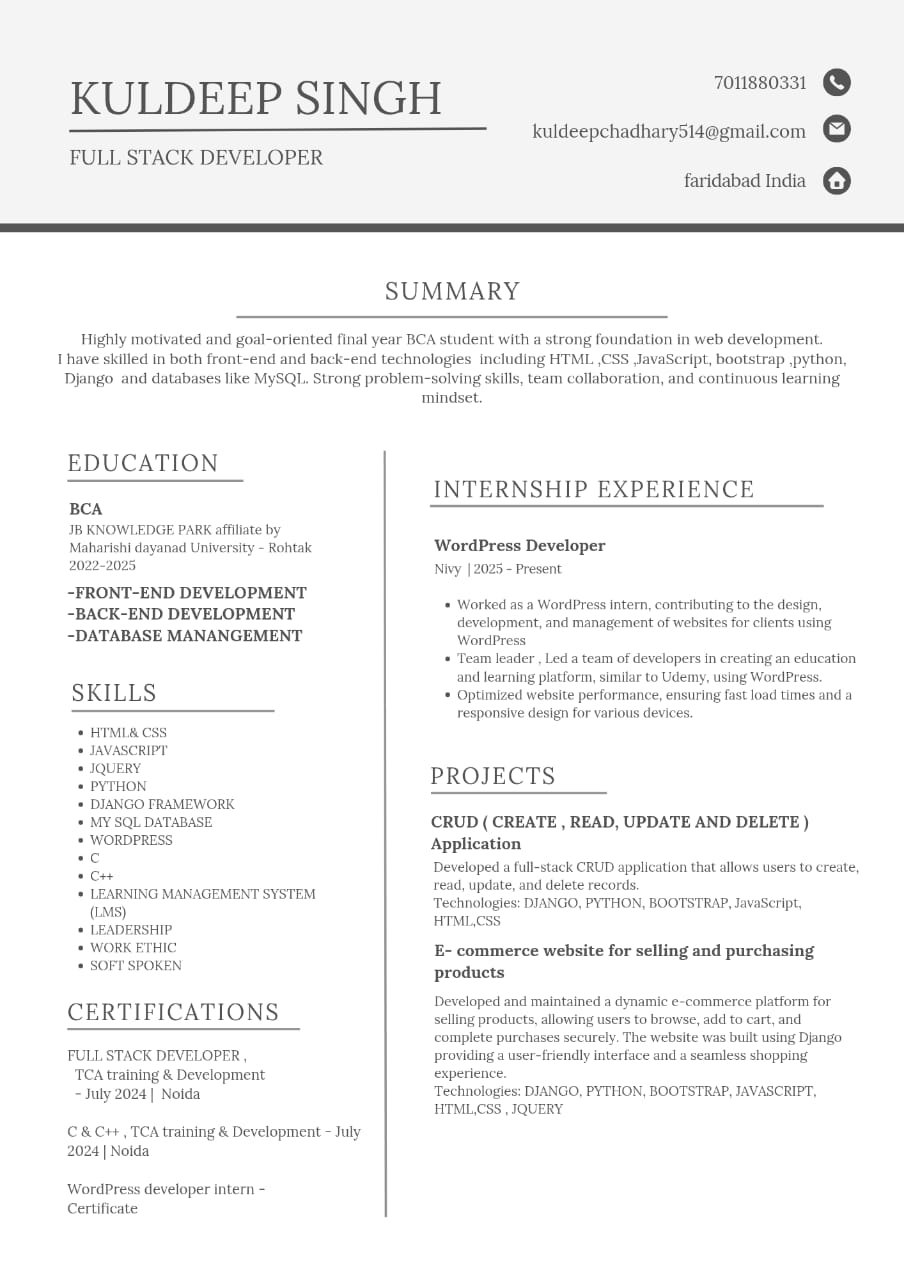 KULDEEP SINGH
FULL STACK DEVELOPER
7011880331
kuldeepchadhary514@gmail.com
faridabad India
SUMMARY
Highly motivated and goal-oriented final year BCA student with a strong foundation in web development.
I have skilled in both front-end and back-end technologies  including HTML ,CSS ,JavaScript, bootstrap ,python,
Django  and databases like MySQL. Strong problem-solving skills, team collaboration, and continuous learning
mindset.
EDUCATION
BCA
JB KNOWLEDGE PARK affiliate by
Maharishi dayanad University - Rohtak
2022-2025
-FRONT-END DEVELOPMENT
-BACK-END DEVELOPMENT
-DATABASE MANANGEMENT
SKILLS
• HTML& CSS
• JAVASCRIPT
• JQUERY
• PYTHON
• DJANGO FRAMEWORK
• MY SQL DATABASE
• WORDPRESS
• C
• C++
• LEARNING MANAGEMENT SYSTEM
(LMS)
• LEADERSHIP
• WORK ETHIC
• SOFT SPOKEN
CERTIFICATIONS
FULL STACK DEVELOPER ,
TCA training & Development
- July 2024 |  Noida
C & C++ , TCA training & Development - July
2024 | Noida
WordPress developer intern -
Certificate
INTERNSHIP EXPERIENCE
WordPress Developer
Nivy  | 2025 - Present
• Worked as a WordPress intern, contributing to the design,
development, and management of websites for clients using
WordPress
• Team leader , Led a team of developers in creating an education
and learning platform, similar to Udemy, using WordPress.
• Optimized website performance, ensuring fast load times and a
responsive design for various devices.
PROJECTS
CRUD ( CREATE , READ, UPDATE AND DELETE )
Application
Developed a full-stack CRUD application that allows users to create,
read, update, and delete records.
Technologies: DJANGO, PYTHON, BOOTSTRAP, JavaScript,
HTML,CSS
E- commerce website for selling and purchasing
products
Developed and maintained a dynamic e-commerce platform for
selling products, allowing users to browse, add to cart, and
complete purchases securely. The website was built using Django
providing a user-friendly interface and a seamless shopping
experience.
Technologies: DJANGO, PYTHON, BOOTSTRAP, JAVASCRIPT,
HTML,CSS , JQUERY